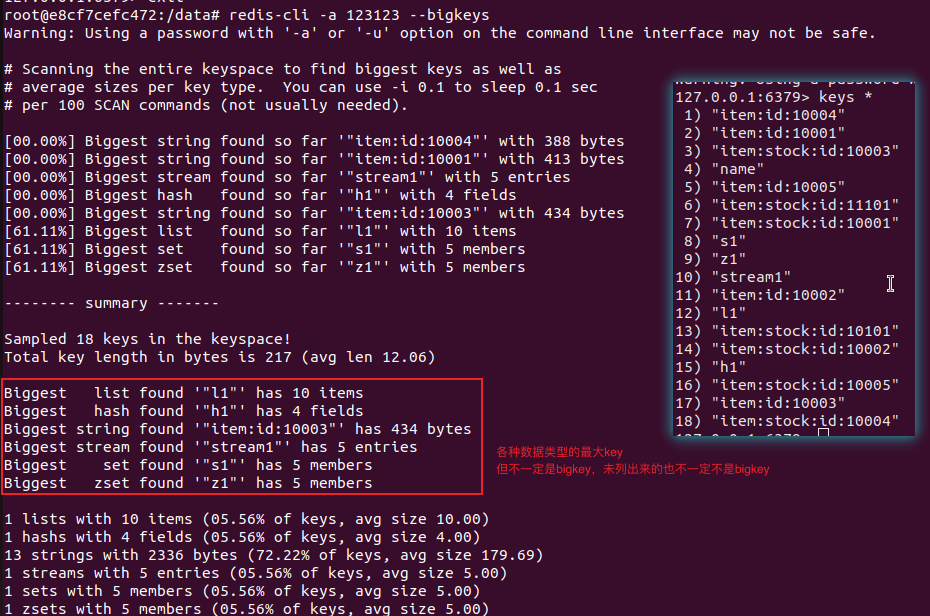 root@e8cf7cefc472:/data# redis-cli -a 123123 --bigkeys
Warning: Using a password with '-a' or '-u' option on the command line interface may not be safe.
# Scanning the entire keyspace to find biggest keys as well as
# average sizes per key type.  You can use -i 0.1 to sleep 0.1 sec
# per 100 SCAN commands (not usually needed).
[00.00%] Biggest string found so far '"item:id:10004"' with 388 bytes
[00.00%] Biggest string found so far '"item:id:10001"' with 413 bytes
[00.00%] Biggest stream found so far '"stream1"' with 5 entries
[00.00%] Biggest hash   found so far '"h1"' with 4 fields
[00.00%] Biggest string found so far '"item:id:10003"' with 434 bytes
[61.11%] Biggest list   found so far '"l1"' with 10 items
[61.11%] Biggest set    found so far '"s1"' with 5 members
[61.11%] Biggest zset   found so far '"z1"' with 5 members
-------- summary -------
Sampled 18 keys in the keyspace!
Total key length in bytes is 217 (avg len 12.06)
Biggest   list found '"l1"' has 10 items
Biggest   hash found '"h1"' has 4 fields
Biggest string found '"item:id:10003"' has 434 bytes
Biggest stream found '"stream1"' has 5 entries
Biggest    set found '"s1"' has 5 members
Biggest   zset found '"z1"' has 5 members
各种数据类型的最大key
但不一定是bigkey，未列出来的也不一定不是bigkey
1 lists with 10 items (05.56% of keys, avg size 10.00)
1 hashs with 4 fields (05.56% of keys, avg size 4.00)
13 strings with 2336 bytes (72.22% of keys, avg size 179.69)
1 streams with 5 entries (05.56% of keys, avg size 5.00)
1 sets with 5 members (05.56% of keys, avg size 5.00)
1 zsets with 5 members (05.56% of keys, avg size 5.00)
127.0.0.1:6379> keys *
1) "item:id:10004"
2) "item:id:10001"
3) "item:stock:id:10003"
4) "name"
5) "item:id:10005"
6) "item:stock:id:11101"
7) "item:stock:id:10001"
8) "s1"
9) "z1"
10) "stream1"
11) "item:id:10002"
12) "l1"
13) "item:stock:id:10101"
14) "item:stock:id:10002"
15) "h1"
16) "item:stock:id:10005"
17) "item:id:10003"
18) "item:stock:id:10004"